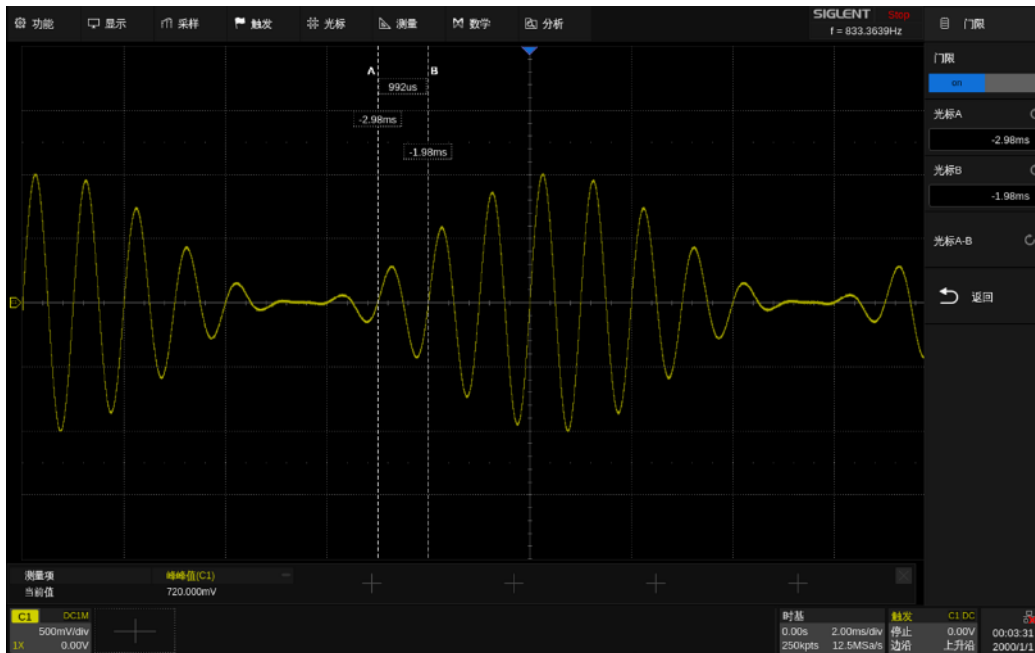 功能 显示 采样 触发 光标 测量 数学 分析
SIGLENT Stop
f = 833.3639Hz
门限
门限
on
光标A
-2.98ms
光标B
-1.98ms
光标A-B
返回
A B
992us
-2.98ms
-1.98ms
测量项 峰峰值(C1)
当前值 720.000mV
C1 DC1M
500mV/div
1X 0.00V
时基
0.00s 2.00ms/div
250kpts 12.5MSa/s
触发 C1 DC
停止 0.00V
边沿 上升沿
00:03:31
2000/1/1